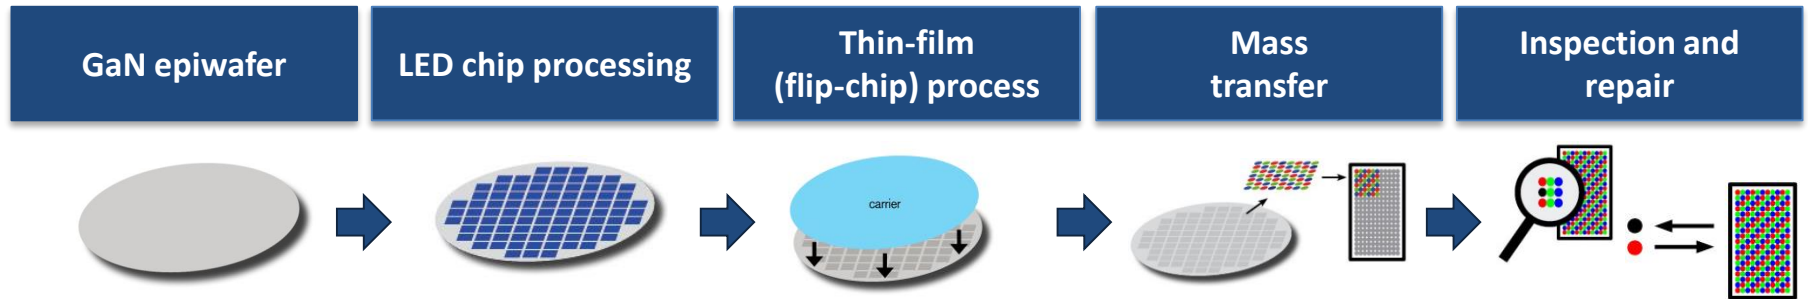 GaN epiwafer
LED chip processing
Thin-film
(flip-chip) process
Mass
transfer
Inspection and
repair
carrier